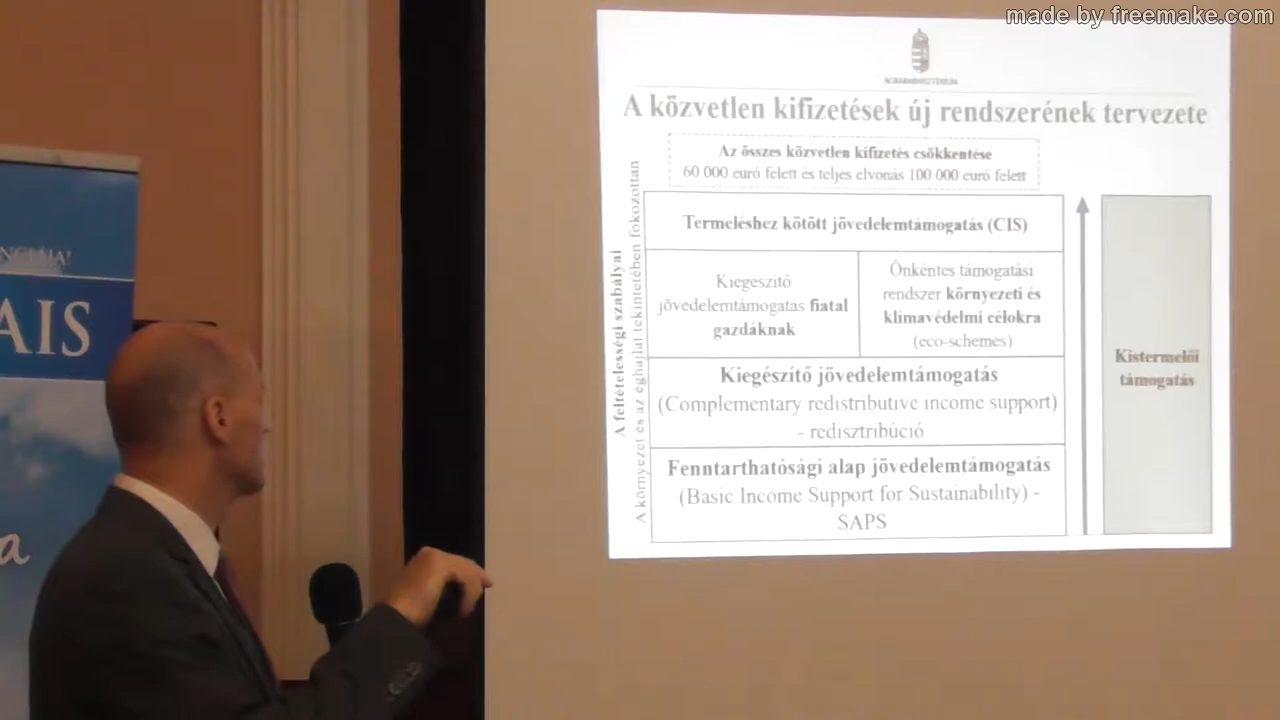 made by freemake.com
A közvetlen kifizetések új rendszerének tervezete
Az összes közvetlen kifizetés csökkentése
60 000 euró felett és teljes elvonás 100 000 euró felett
A feltételességi szabályai
A környezet és az éghajlat tekintetében fokozottan
Termeléshez kötött jövedelemtámogatás (CIS)
Kiegészítő
jövedelemtámogatás fiatal
gazdáknak
Önkéntes támogatási
rendszer környezeti és
klímavédelmi célokra
(eco-schemes)
Kiegészítő jövedelemtámogatás
(Complementary redistributive income support)
- redisztribúció
Fenntarthatósági alap jövedelemtámogatás
(Basic Income Support for Sustainability) -
SAPS
Kistermelői
támogatás
AIS
a